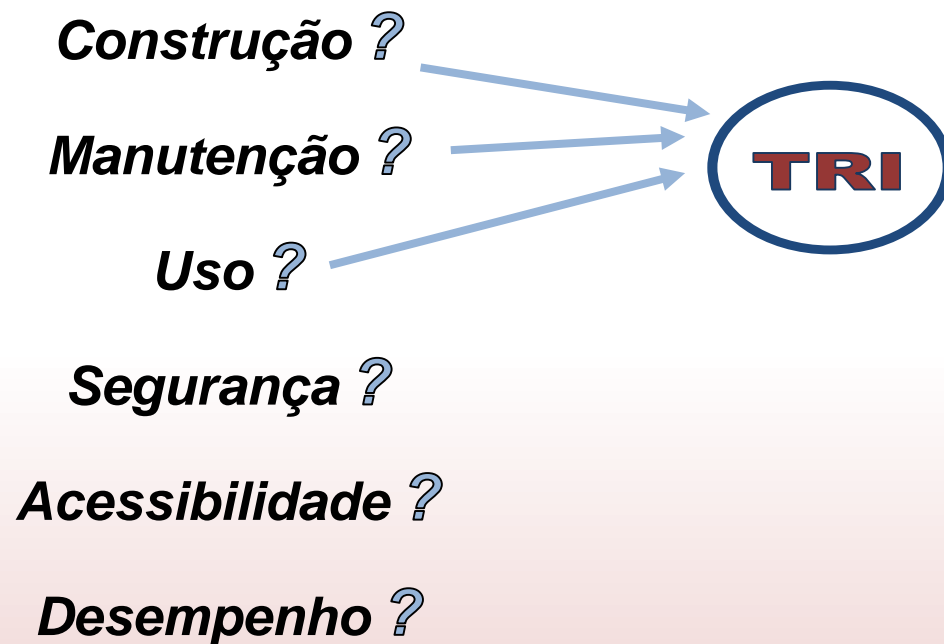 Construção ?
TRI
Manutenção ?
Uso ?
Segurança ?
Acessibilidade ?
Desempenho ?